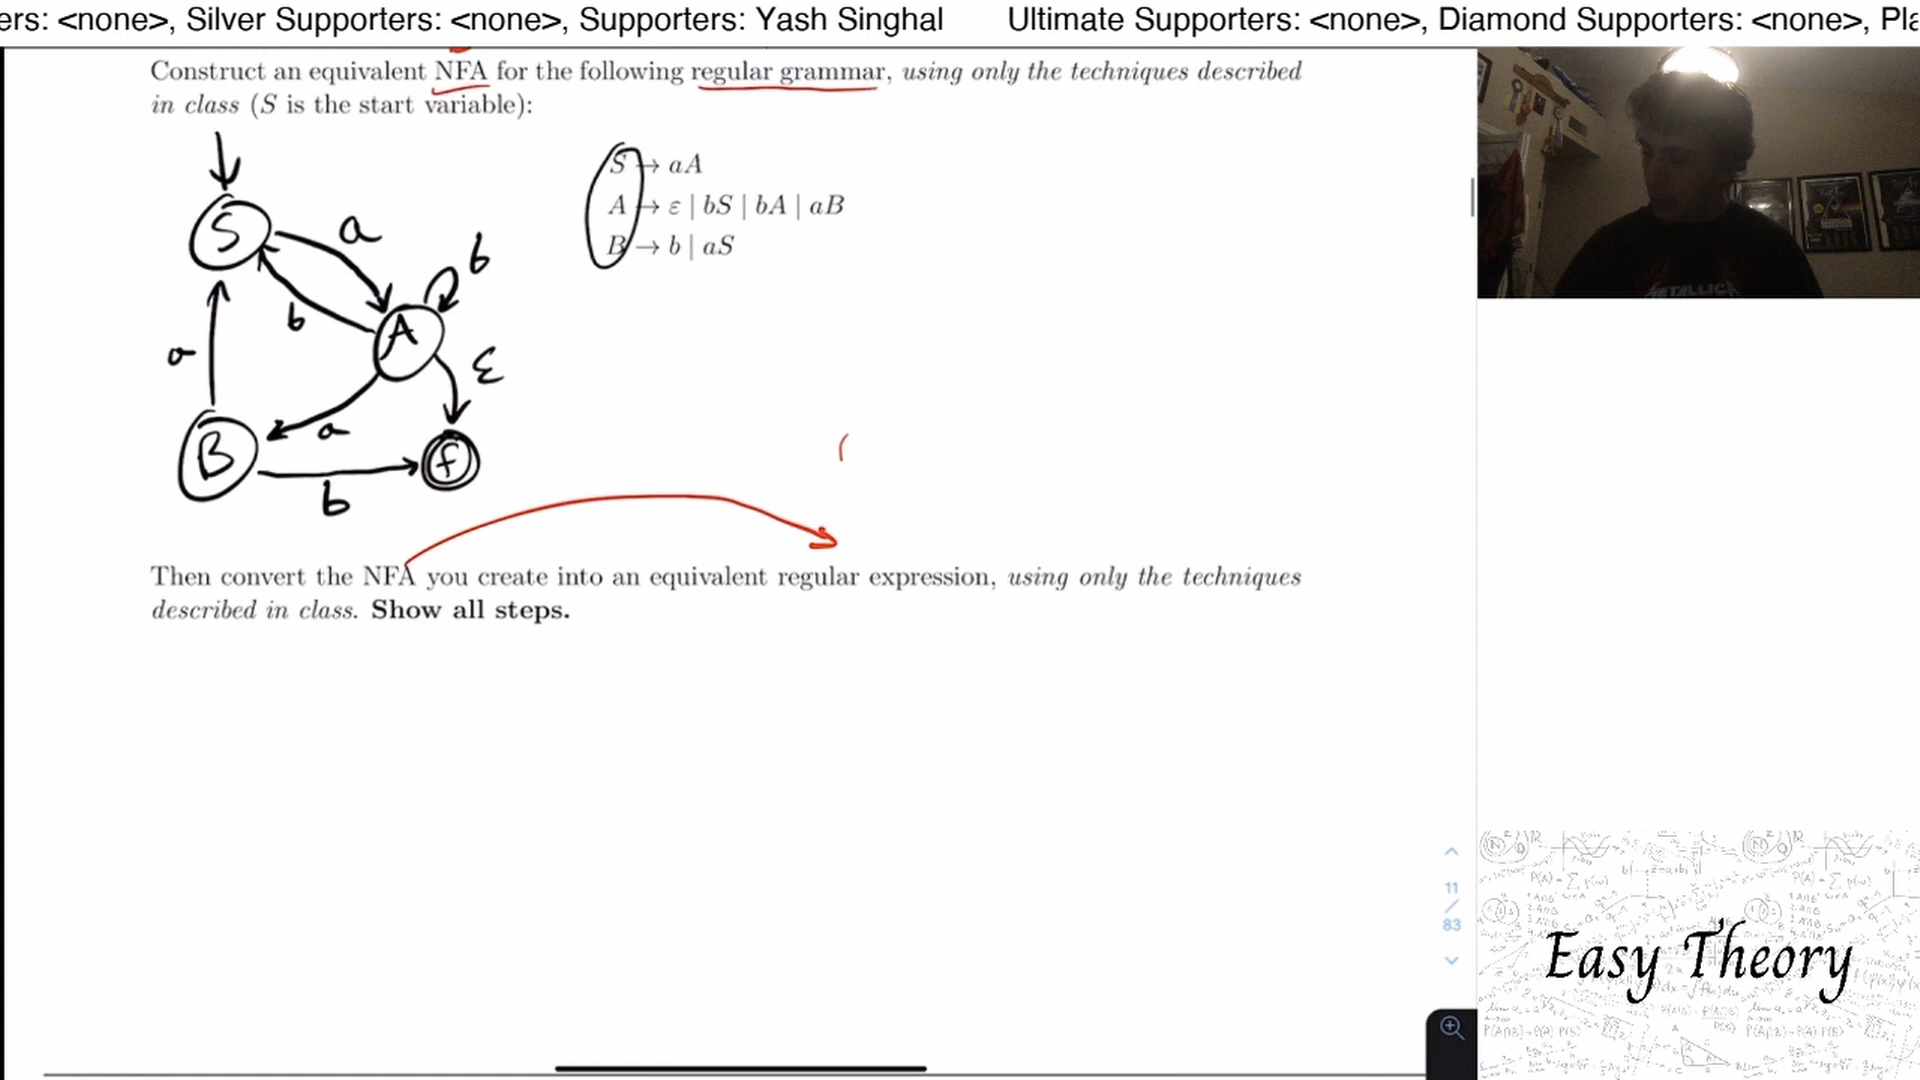 ers: <none>, Silver Supporters: <none>, Supporters: Yash Singhal Ultimate Supporters: <none>, Diamond Supporters: <none>, Pla
Construct an equivalent NFA for the following regular grammar, using only the techniques described
in class (S is the start variable):
S → aA
A → ε | bS | bA | aB
B → b | aS
S
a
b
b
a
A
ε
a
B
b
f
Then convert the NFA you create into an equivalent regular expression, using only the techniques
described in class. Show all steps.
METALLICA
11
/
83
Easy Theory